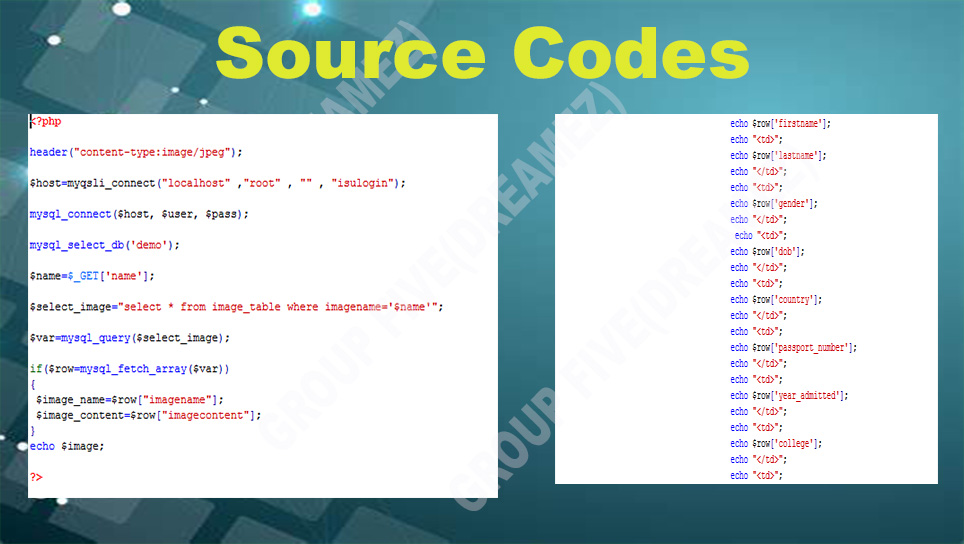 Source Codes
<?php
header("content-type:image/jpeg");
$host=myqsli_connect("localhost" ,"root" , "" , "isulogin");
mysql_connect($host, $user, $pass);
mysql_select_db('demo');
$name=$_GET['name'];
$select_image="select * from image_table where imagename='$name'";
$var=mysql_query($select_image);
if($row=mysql_fetch_array($var))
{
$image_name=$row["imagename"];
$image_content=$row["imagecontent"];
}
echo $image;
?>
echo $row['firstname'];
echo "<td>";
echo $row['lastname'];
echo "</td>";
echo "<td>";
echo $row['gender'];
echo "</td>";
echo "<td>";
echo $row['dob'];
echo "</td>";
echo "<td>";
echo $row['country'];
echo "</td>";
echo "<td>";
echo $row['passport_number'];
echo "</td>";
echo "<td>";
echo $row['year_admitted'];
echo "</td>";
echo "<td>";
echo $row['college'];
echo "</td>";
echo "<td>";
GROUP FIVE(DREAMEZ)
GROUP FIVE(DREAMEZ)